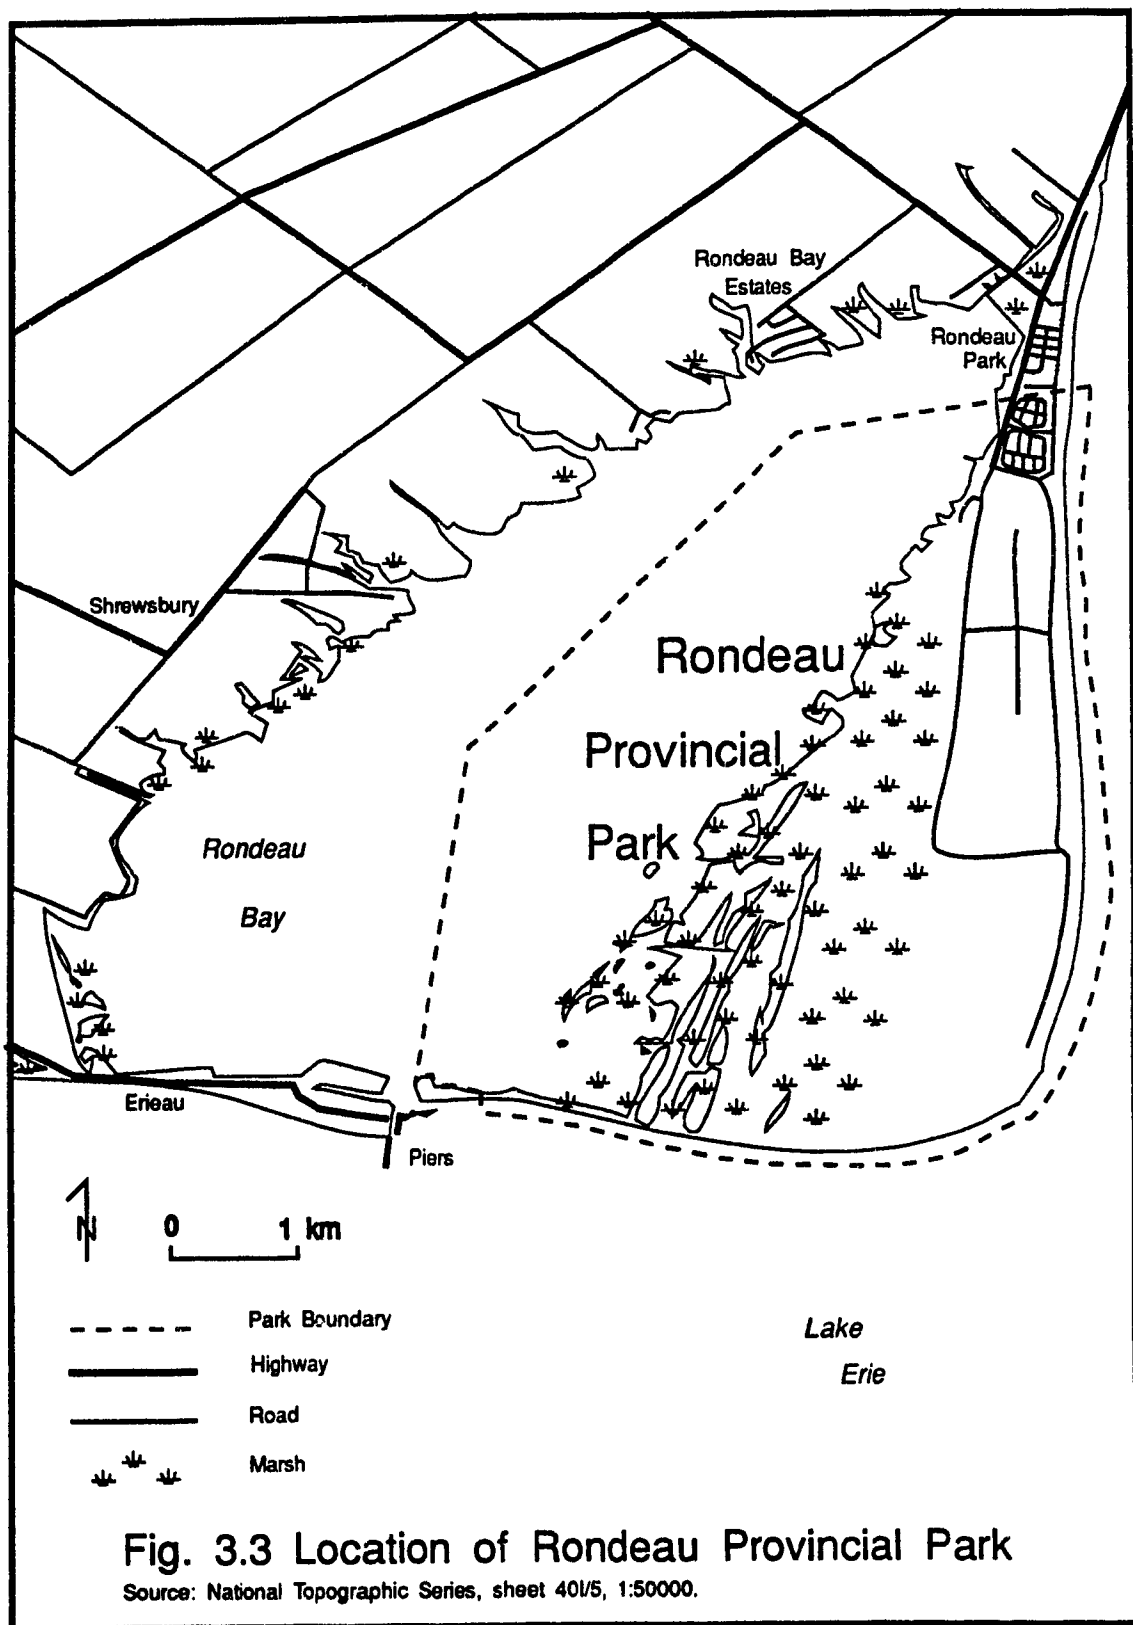 Rondeau Bay
Estates
Rondeau
Park
Shrewsbury
Rondeau
Provincial
Park
Rondeau
Bay
Erieau
Piers
N
0 1 km
Park Boundary
Highway
Road
Marsh
Lake
Erie
Fig. 3.3 Location of Rondeau Provincial Park
Source: National Topographic Series, sheet 40I/5, 1:50000.